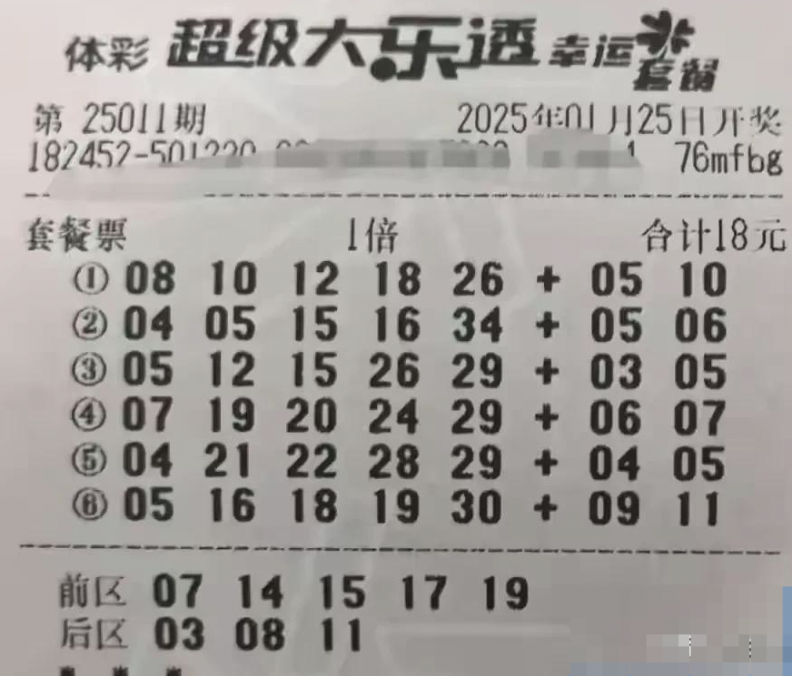 体彩 超级大乐透 幸运套餐
第 25011期 2025年01月25日开奖
182452-501220 76mfbg
套餐票 1倍 合计18元
① 08 10 12 18 26 + 05 10
② 04 05 15 16 34 + 05 06
③ 05 12 15 26 29 + 03 05
④ 07 19 20 24 29 + 06 07
⑤ 04 21 22 28 29 + 04 05
⑥ 05 16 18 19 30 + 09 11
前区 07 14 15 17 19
后区 03 08 11